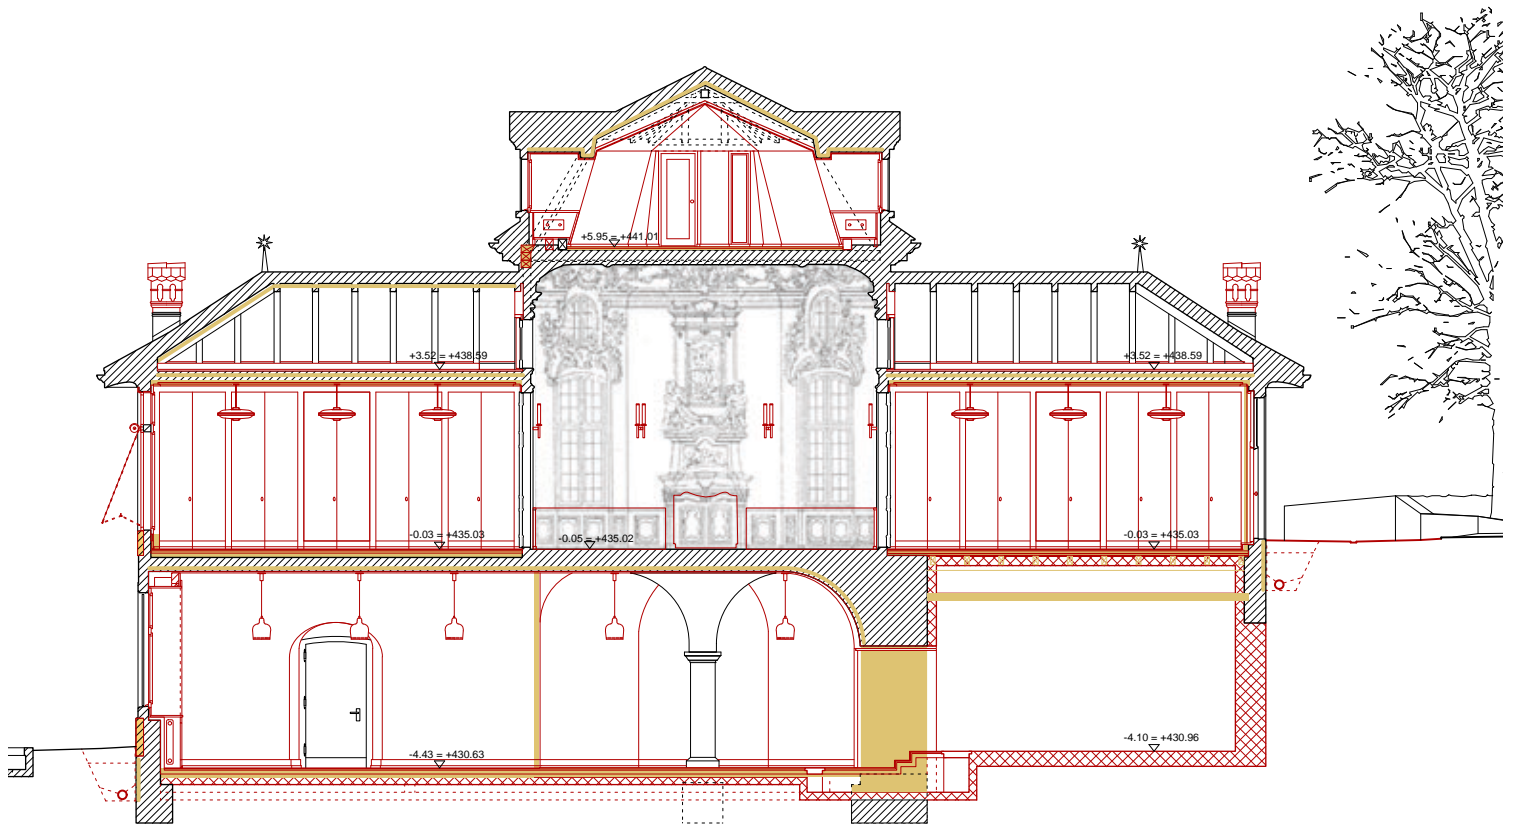 +5.95 = +441.01
+3.52 = +438.59
+3.52 = +438.59
-0.03 = +435.03
-0.05 = +435.02
-0.03 = +435.03
-4.43 = +430.63
-4.10 = +430.96